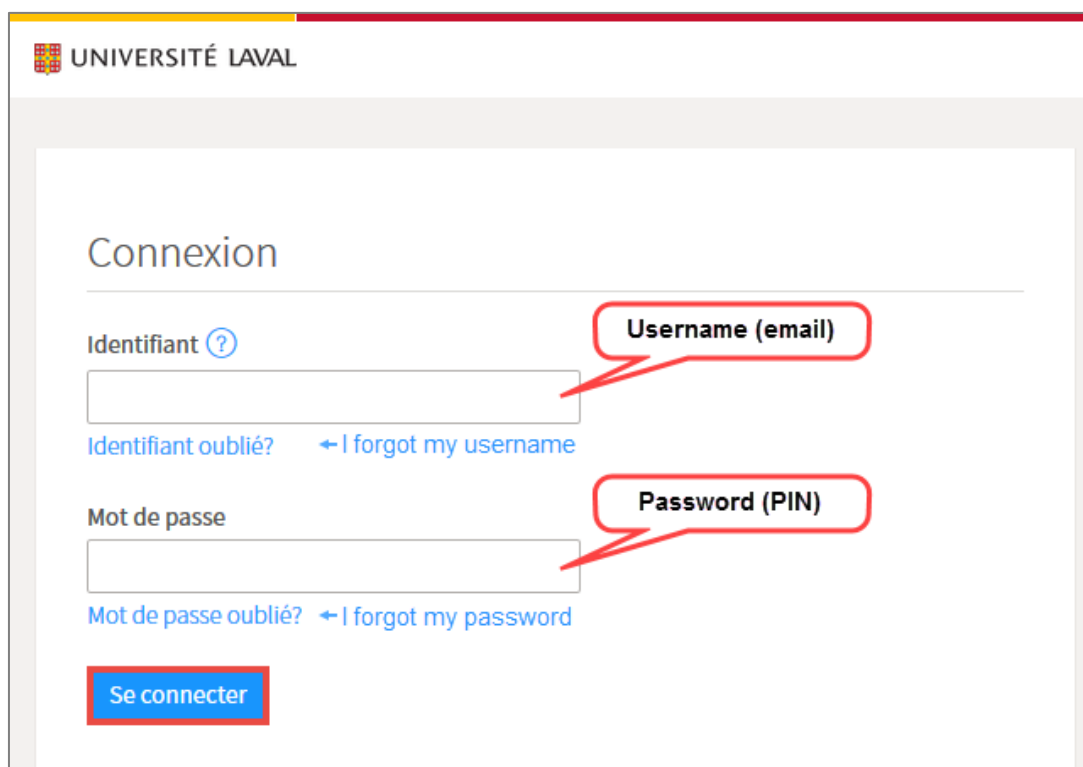 UNIVERSITÉ LAVAL
Connexion
Identifiant ?
Username (email)
Identifiant oublié? ←I forgot my username
Mot de passe
Password (PIN)
Mot de passe oublié? ←I forgot my password
Se connecter